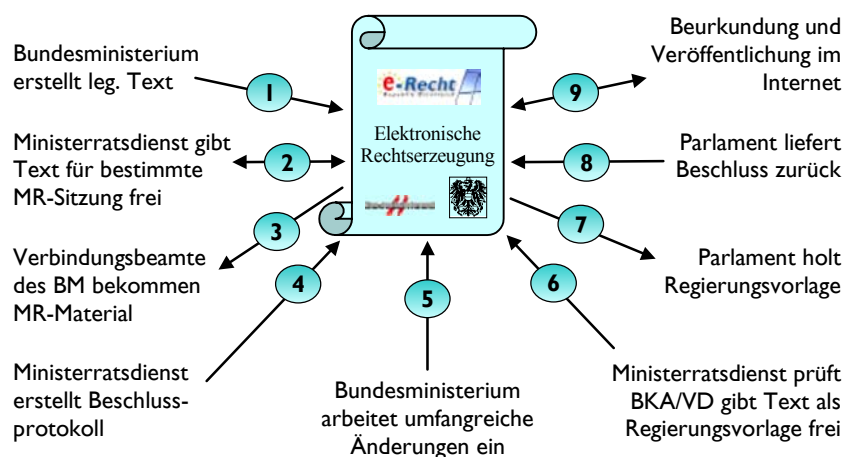 Bundesministerium
erstellt leg. Text
1
Ministerratsdienst gibt
Text für bestimmte
MR-Sitzung frei
2
Verbindungsbeamte
des BM bekommen
MR-Material
3
Ministerratsdienst
erstellt Beschluss-
protokoll
4
e-Recht
Elektronische
Rechtserzeugung
5
Bundesministerium
arbeitet umfangreiche
Änderungen ein
6
Ministerratsdienst prüft
BKA/VD gibt Text als
Regierungsvorlage frei
7
Parlament holt
Regierungsvorlage
8
Parlament liefert
Beschluss zurück
9
Beurkundung und
Veröffentlichung im
Internet